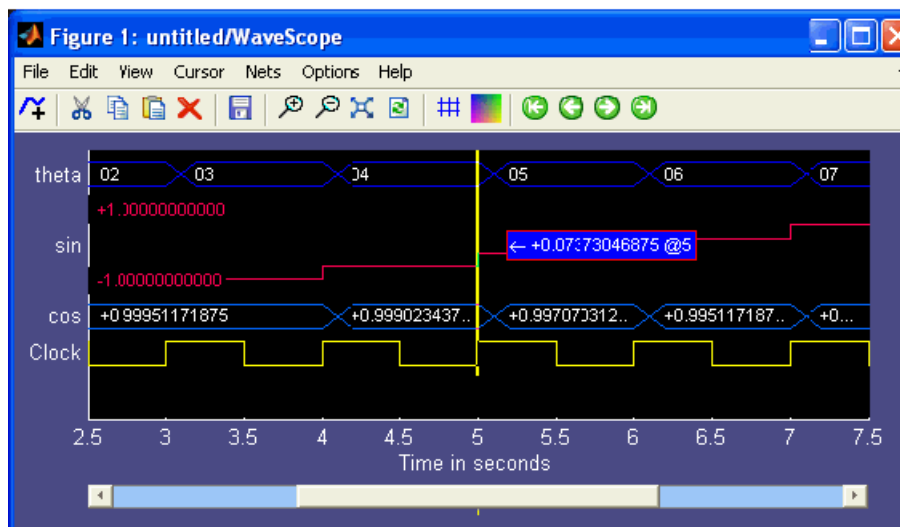 Figure 1: untitled/WaveScope
File Edit View Cursor Nets Options Help
theta 02 03 04 05 06 07
+1.00000000000
sin ← +0.07373046875 @5
-1.00000000000
cos +0.99951171875 +0.999023437.. +0.997070312.. +0.995117187.. +0...
Clock
2.5 3 3.5 4 4.5 5 5.5 6 6.5 7 7.5
Time in seconds